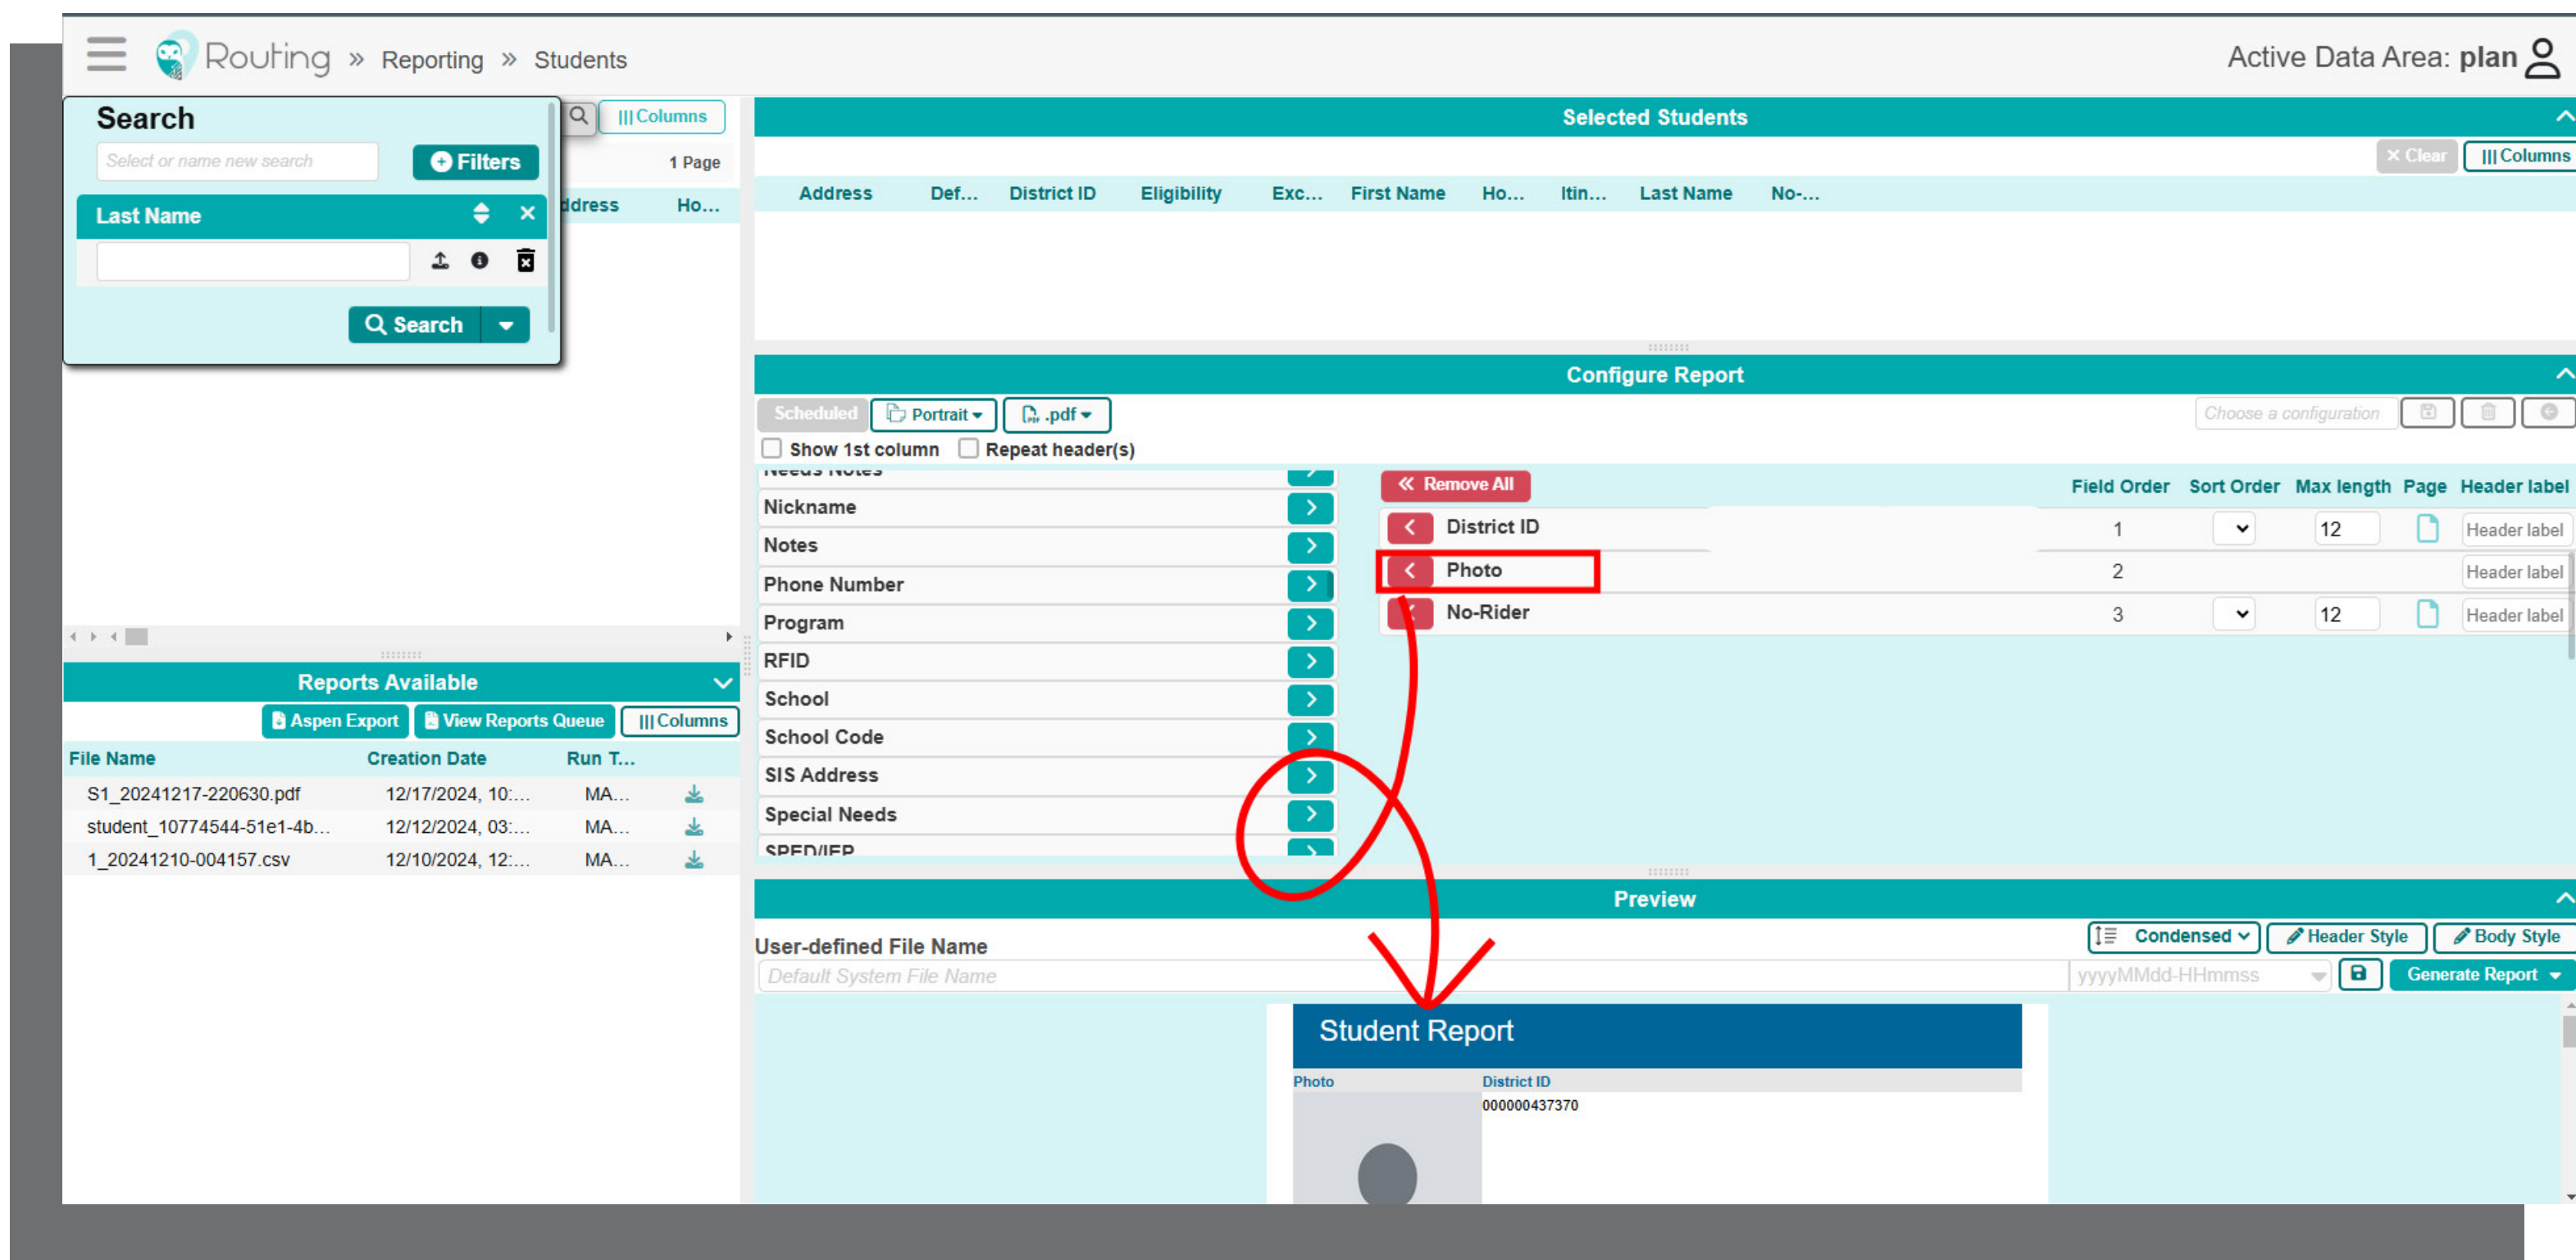 Routing » Reporting » Students
Active Data Area: plan
Search
Select or name new search
Filters
Last Name
Search
Columns
1 Page
ddress Ho...
Selected Students
Clear
Columns
Address Def... District ID Eligibility Exc... First Name Ho... Itin... Last Name No-...
Configure Report
Scheduled Portrait .pdf
Choose a configuration
Show 1st column Repeat header(s)
Needs Notes
Nickname
Notes
Phone Number
Program
RFID
School
School Code
SIS Address
Special Needs
SPED/IEP
Remove All
Field Order Sort Order Max length Page Header label
District ID 1 12 Header label
Photo 2 Header label
No-Rider 3 12 Header label
Reports Available
Aspen Export View Reports Queue Columns
File Name Creation Date Run T...
S1_20241217-220630.pdf 12/17/2024, 10:... MA...
student_10774544-51e1-4b... 12/12/2024, 03:... MA...
1_20241210-004157.csv 12/10/2024, 12:... MA...
Preview
Condensed Header Style Body Style
User-defined File Name
Default System File Name
yyyyMMdd-HHmmss
Generate Report
Student Report
Photo District ID
000000437370